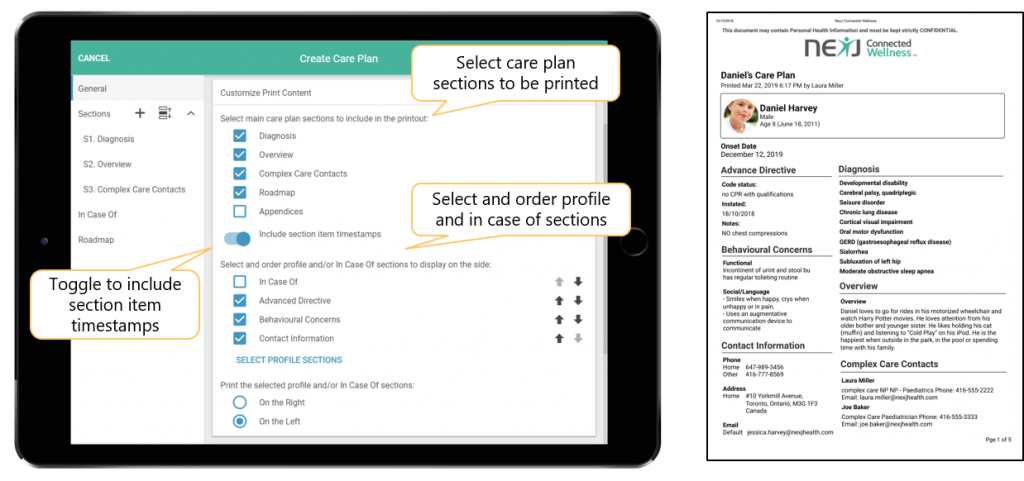 CANCEL
Create Care Plan
General
Sections
S1. Diagnosis
S2. Overview
S3. Complex Care Contacts
In Case Of
Roadmap
Customize Print Content
Select main care plan sections to include in the printout:
Diagnosis
Overview
Complex Care Contacts
Roadmap
Appendices
Include section item timestamps
Select and order profile and/or In Case Of sections to display on the side:
In Case Of
Advanced Directive
Behavioural Concerns
Contact Information
SELECT PROFILE SECTIONS
Print the selected profile and/or In Case Of sections:
On the Right
On the Left
Select care plan
sections to be printed
Select and order profile
and in case of sections
Toggle to include
section item
timestamps
12/10/2018
NexJ Connected Wellness
This document may contain Personal Health Information and must be kept strictly CONFIDENTIAL.
NEXJ Connected
Wellness
Daniel's Care Plan
Printed Mar 22, 2019 6:17 PM by Laura Miller
Daniel Harvey
Male
Age 8 (June 18, 2011)
Onset Date
December 12, 2019
Advance Directive
Code status:
no CPR with qualifications
Instated:
18/10/2018
Notes:
NO chest compressions
Behavioural Concerns
Functional
Incontinent of urint and stool bu
has regular tolieting routine
Social/Language
- Smiles when happy, crys when
unhappy or in pain.
- Uses an augmentative
communication device to
communicate
Contact Information
Phone
Home 647-989-3456
Other 416-777-8569
Address
Home #10 Yorkmill Avenue,
Toronto, Ontario, M3G 1F3
Canada
Email
Default jessica.harvey@nexjhealth.com
Diagnosis
Developmental disability
Cerebral palsy, quadriplegic
Seisure disorder
Chronic lung disease
Cortical visual impairment
Oral motor dysfunction
GERD (gastroesophageal reflux disease)
Sialorrhea
Subluxation of left hip
Moderate obstructive sleep apnea
Overview
Overview
Daniel loves to go for rides in his motorized wheelchair and
watch Harry Potter movies. He loves attention from his
older bother and younger sister. He likes holding his cat
(muffin) and listening to "Cold Play" on his iPod. He is the
happiest when outside in the park, in the pool or spending
time with his family.
Complex Care Contacts
Laura Miller
complex care NP NP - Paediatrics Phone: 416-555-2222
Email: laura.miller@nexjhealth.com
Joe Baker
Complex Care Paediatrician Phone: 416-555-3333
Email: joe.baker@nexjhealth.com
Pge 1 of 5